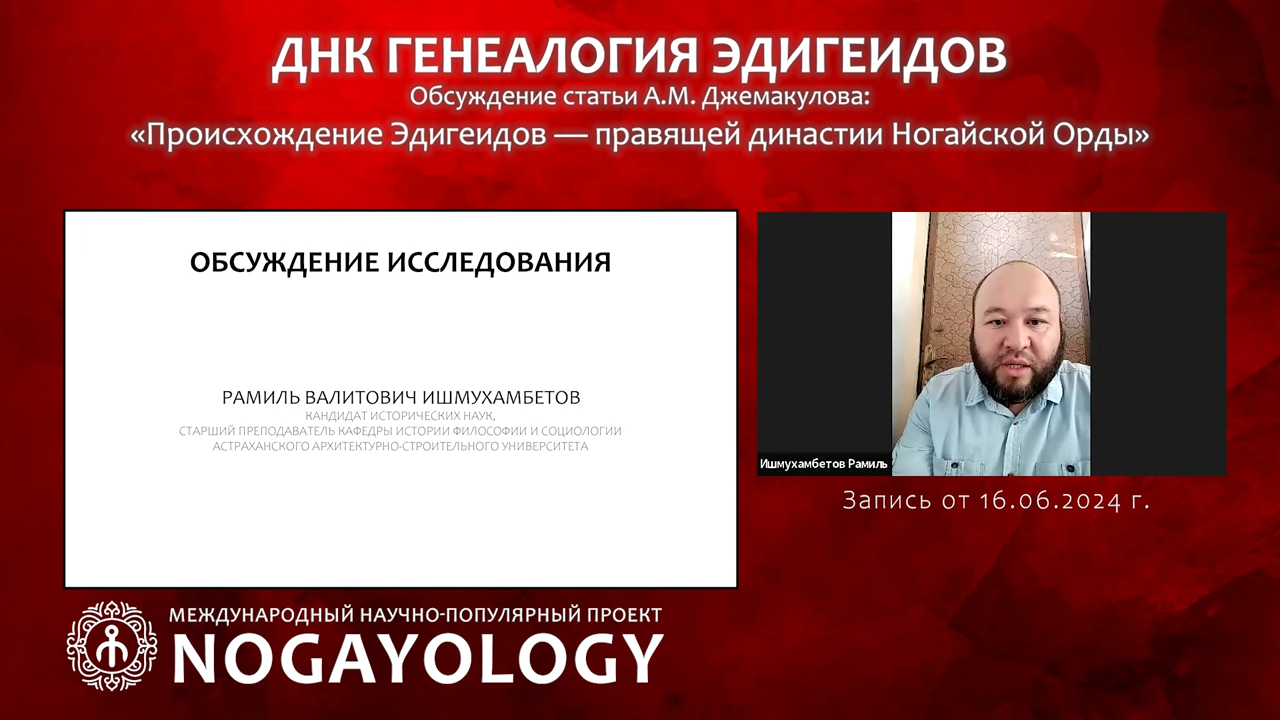 ДНК ГЕНЕАЛОГИЯ ЭДИГЕИДОВ
Обсуждение статьи А.М. Джемакулова:
«Происхождение Эдигеидов — правящей династии Ногайской Орды»
ОБСУЖДЕНИЕ ИССЛЕДОВАНИЯ
РАМИЛЬ ВАЛИТОВИЧ ИШМУХАМБЕТОВ
КАНДИДАТ ИСТОРИЧЕСКИХ НАУК,
СТАРШИЙ ПРЕПОДАВАТЕЛЬ КАФЕДРЫ ИСТОРИИ ФИЛОСОФИИ И СОЦИОЛОГИИ
АСТРАХАНСКОГО АРХИТЕКТУРНО-СТРОИТЕЛЬНОГО УНИВЕРСИТЕТА
Ишмухамбетов Рамиль
Запись от 16.06.2024 г.
МЕЖДУНАРОДНЫЙ НАУЧНО-ПОПУЛЯРНЫЙ ПРОЕКТ
NOGAYOLOGY